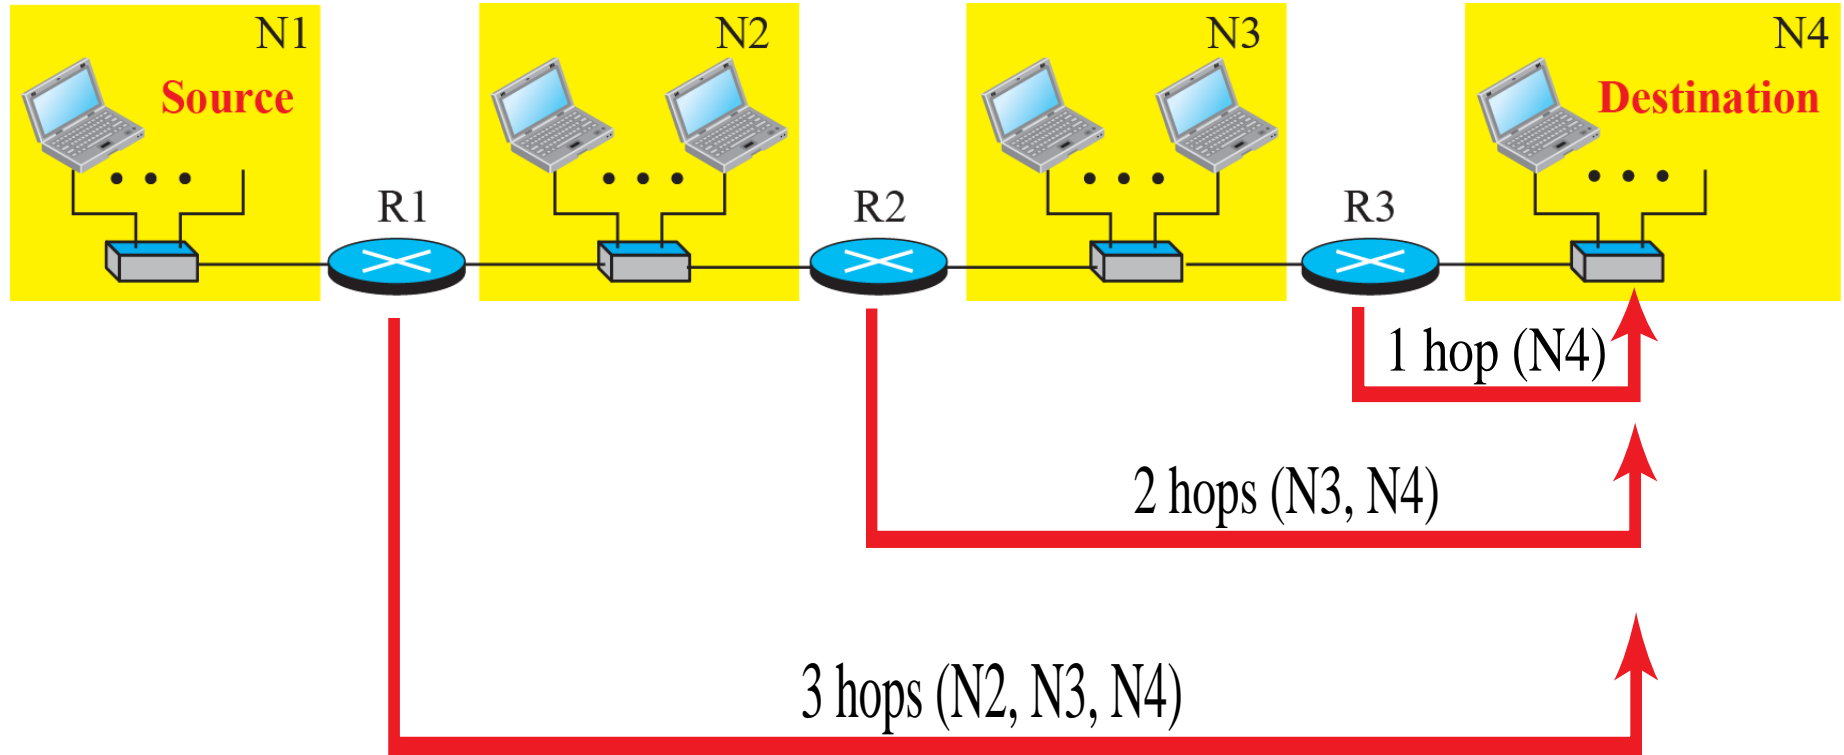 N1
N2
N3
N4
Source
Destination
R1
R2
R3
1 hop (N4)
2 hops (N3, N4)
3 hops (N2, N3, N4)